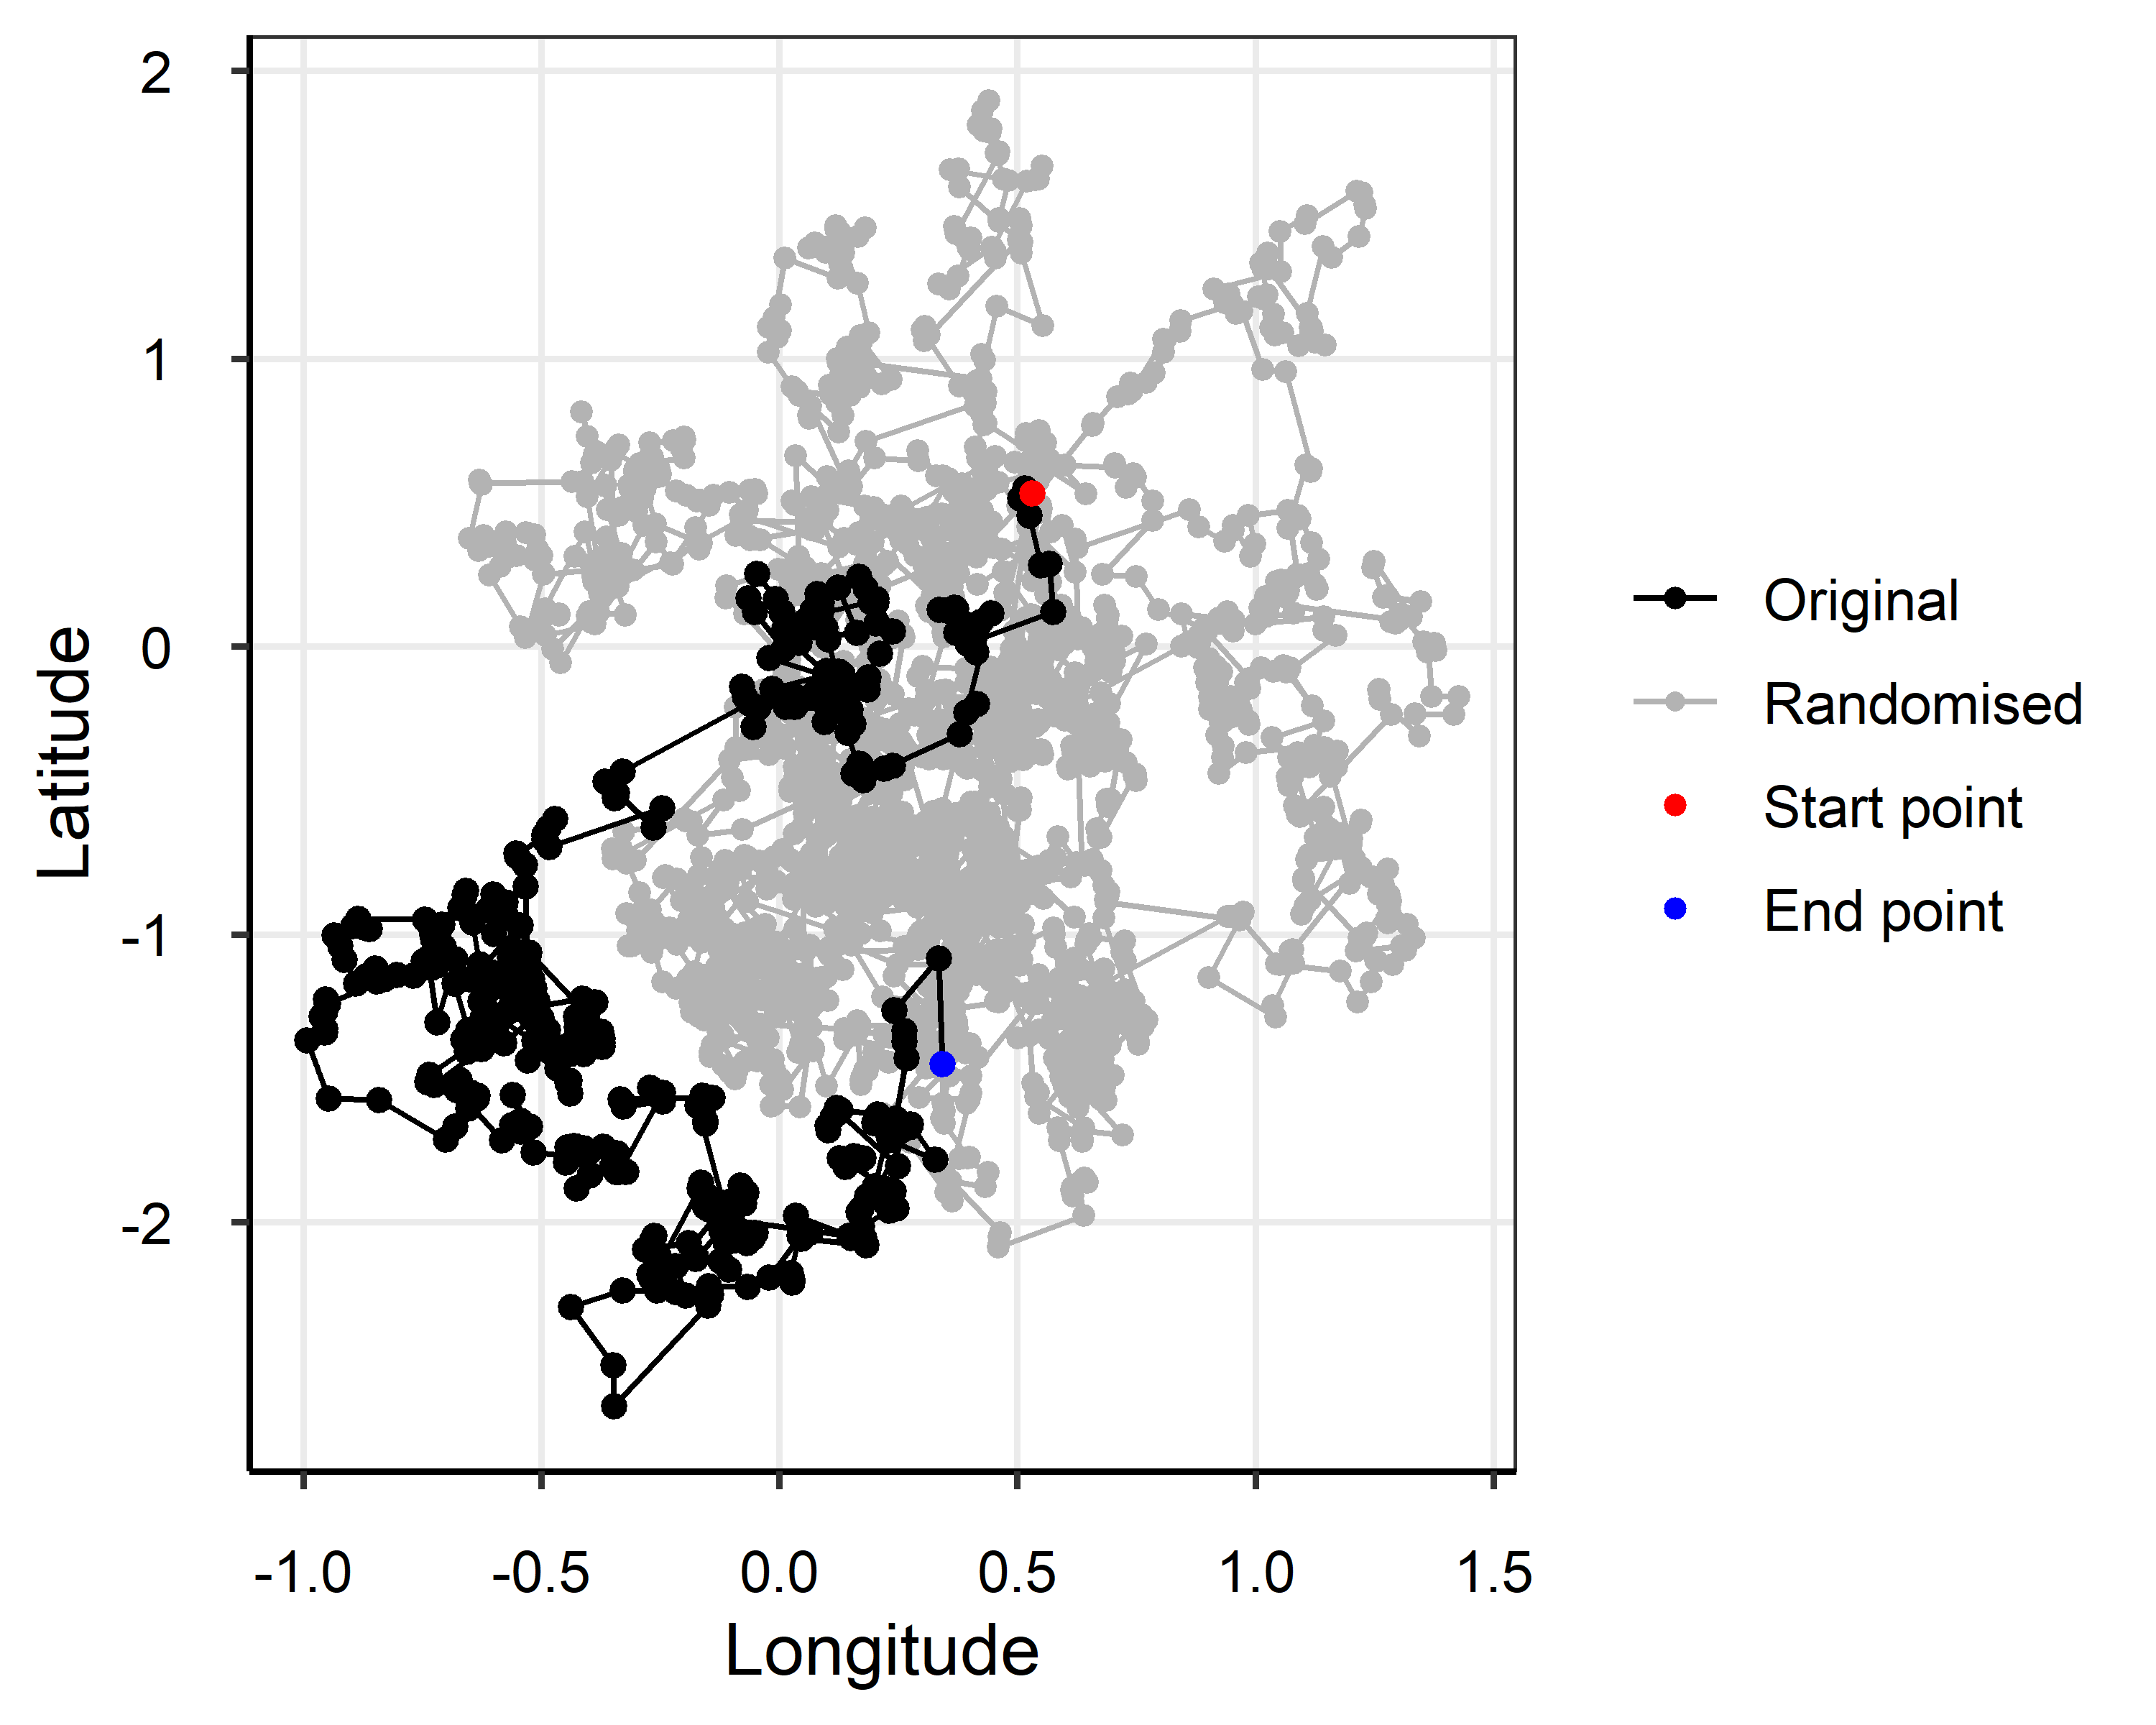 2
1
0
-1
-2
Latitude
-1.0 -0.5 0.0 0.5 1.0 1.5
Longitude
Original
Randomised
Start point
End point